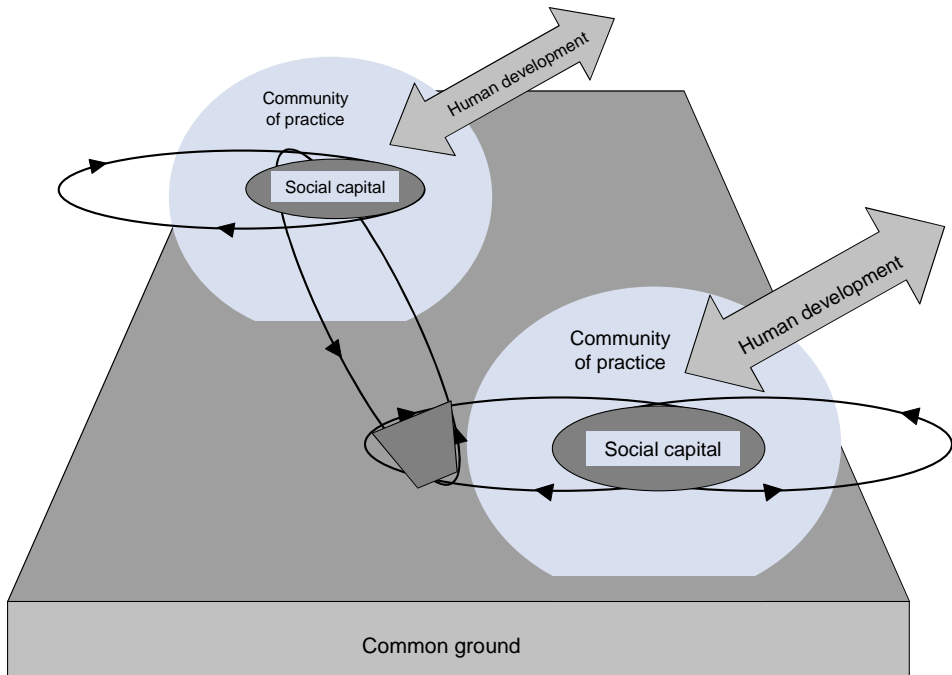 Human development
Community
of practice
Social capital
Human development
Community
of practice
Social capital
Common ground